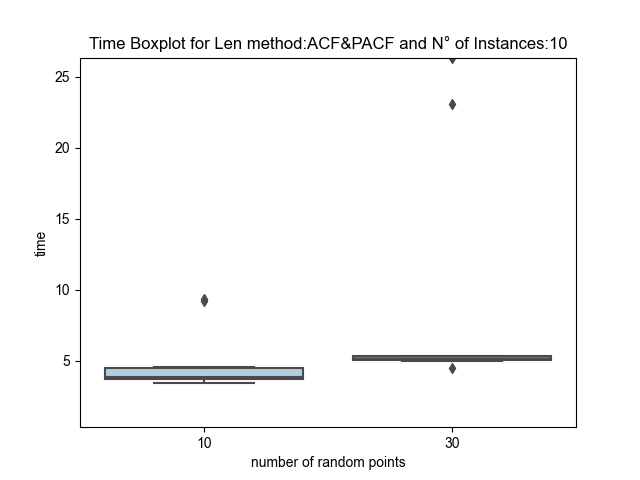 Time Boxplot for Len method:ACF&PACF and N° of Instances:10
25
20
15
10
5
time
10
30
number of random points